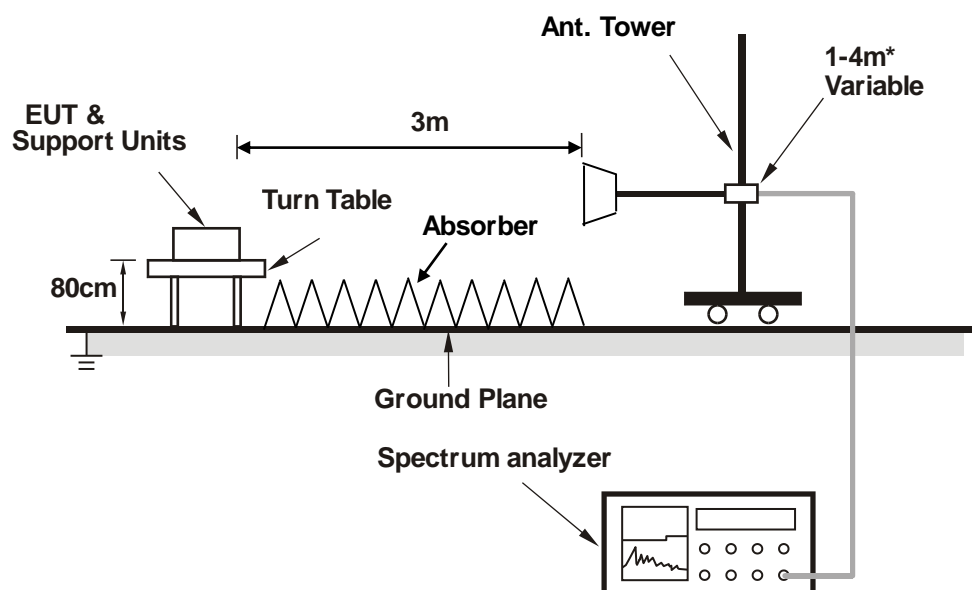 Ant. Tower
1-4m*
Variable
EUT &
Support Units
3m
Turn Table
Absorber
80cm
Ground Plane
Spectrum analyzer